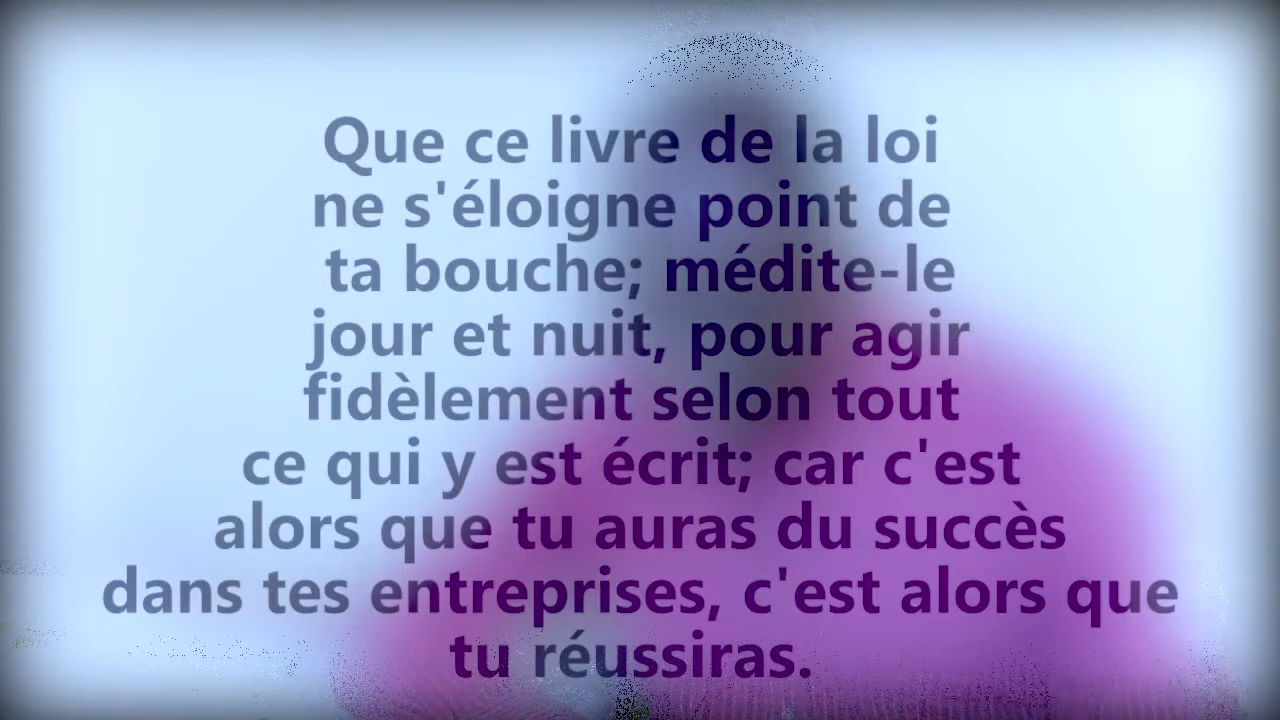 Que ce livre de la loi
ne s'éloigne point de
ta bouche; médite-le
jour et nuit, pour agir
fidèlement selon tout
ce qui y est écrit; car c'est
alors que tu auras du succès
dans tes entreprises, c'est alors que
tu réussiras.